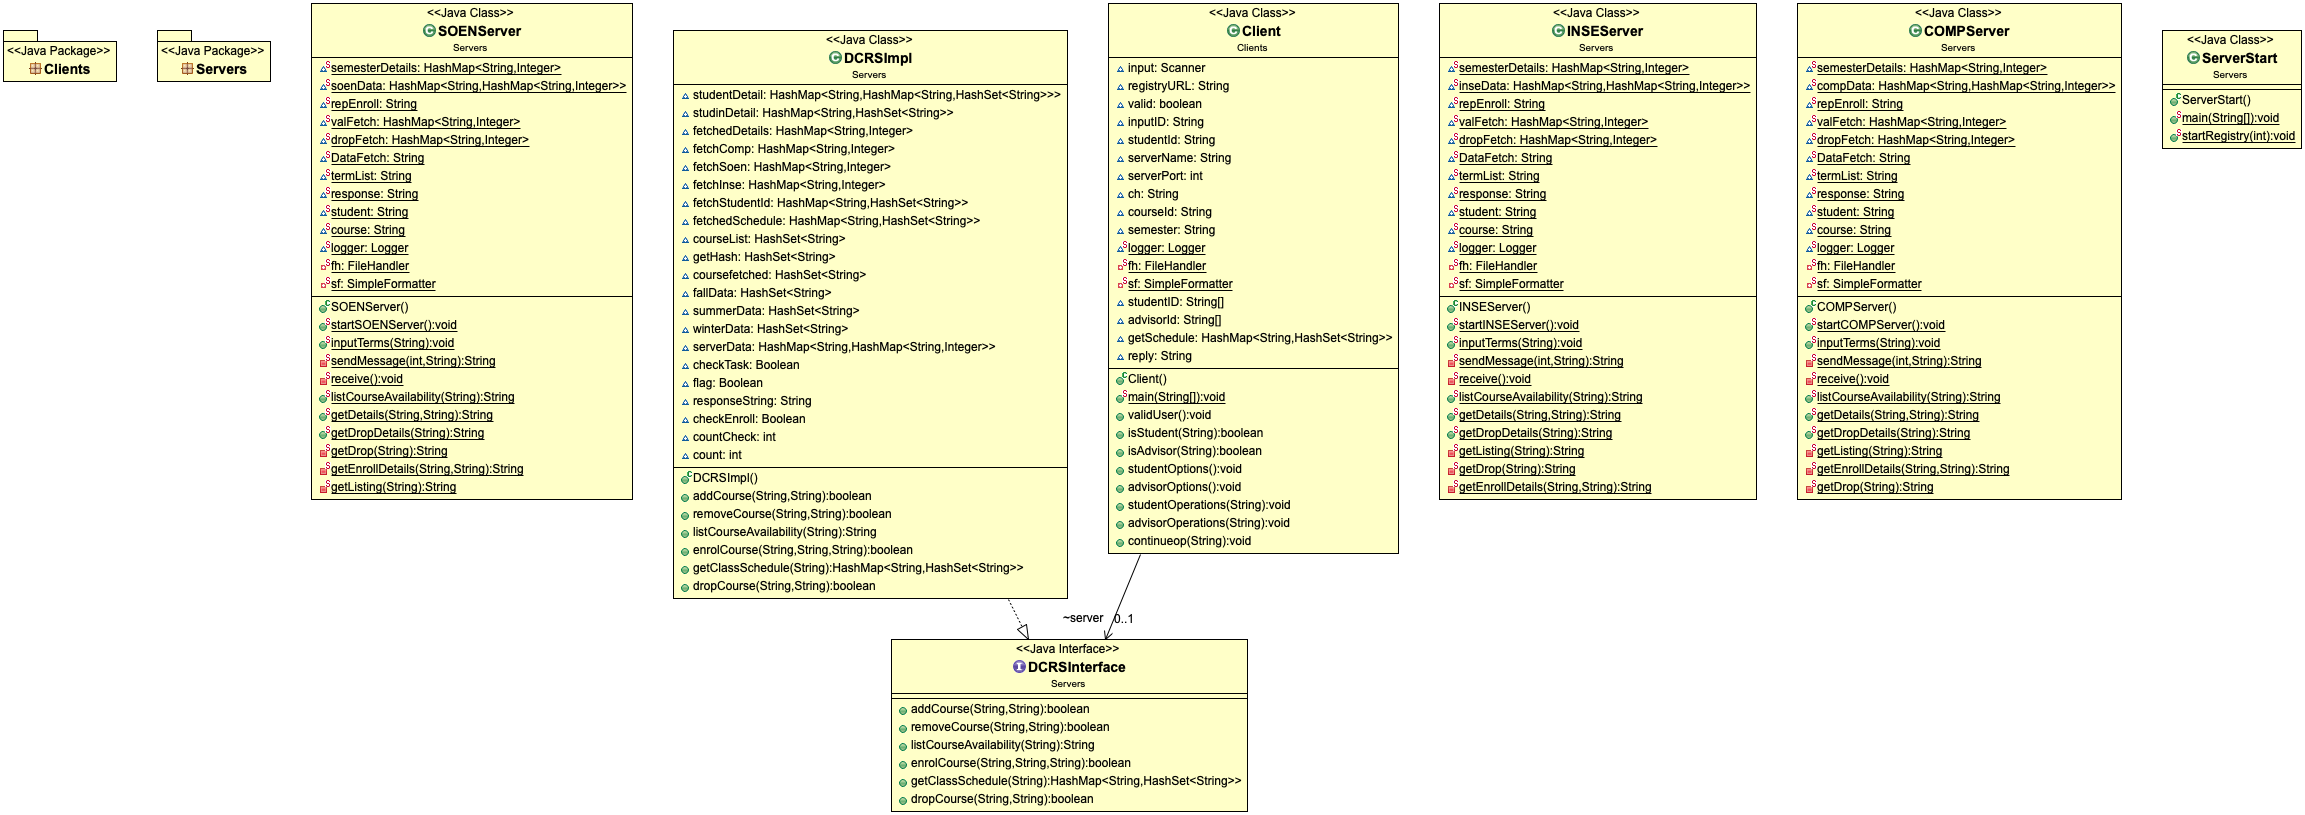 <<Java Package>>
Clients
<<Java Package>>
Servers
<<Java Class>>
SOENServer
Servers
semesterDetails: HashMap<String,Integer>
soenData: HashMap<String,HashMap<String,Integer>>
repEnroll: String
valFetch: HashMap<String,Integer>
dropFetch: HashMap<String,Integer>
DataFetch: String
termList: String
response: String
student: String
course: String
logger: Logger
fh: FileHandler
sf: SimpleFormatter
SOENServer()
startSOENServer():void
inputTerms(String):void
sendMessage(int,String):String
receive():void
listCourseAvailability(String):String
getDetails(String,String):String
getDropDetails(String):String
getDrop(String):String
getEnrollDetails(String,String):String
getListing(String):String
<<Java Class>>
DCRSImpl
Servers
studentDetail: HashMap<String,HashMap<String,HashSet<String>>>
studinDetail: HashMap<String,HashSet<String>>
fetchedDetails: HashMap<String,Integer>
fetchComp: HashMap<String,Integer>
fetchSoen: HashMap<String,Integer>
fetchInse: HashMap<String,Integer>
fetchStudentId: HashMap<String,HashSet<String>>
fetchedSchedule: HashMap<String,HashSet<String>>
courseList: HashSet<String>
getHash: HashSet<String>
coursefetched: HashSet<String>
fallData: HashSet<String>
summerData: HashSet<String>
winterData: HashSet<String>
serverData: HashMap<String,HashMap<String,Integer>>
checkTask: Boolean
flag: Boolean
responseString: String
checkEnroll: Boolean
countCheck: int
count: int
DCRSImpl()
addCourse(String,String):boolean
removeCourse(String,String):boolean
listCourseAvailability(String):String
enrolCourse(String,String,String):boolean
getClassSchedule(String):HashMap<String,HashSet<String>>
dropCourse(String,String):boolean
<<Java Class>>
Client
Clients
input: Scanner
registryURL: String
valid: boolean
inputID: String
studentId: String
serverName: String
serverPort: int
ch: String
courseId: String
semester: String
logger: Logger
fh: FileHandler
sf: SimpleFormatter
studentID: String[]
advisorId: String[]
getSchedule: HashMap<String,HashSet<String>>
reply: String
Client()
main(String[]):void
validUser():void
isStudent(String):boolean
isAdvisor(String):boolean
studentOptions():void
advisorOptions():void
studentOperations(String):void
advisorOperations(String):void
continueop(String):void
<<Java Class>>
INSEServer
Servers
semesterDetails: HashMap<String,Integer>
inseData: HashMap<String,HashMap<String,Integer>>
repEnroll: String
valFetch: HashMap<String,Integer>
dropFetch: HashMap<String,Integer>
DataFetch: String
termList: String
response: String
student: String
course: String
logger: Logger
fh: FileHandler
sf: SimpleFormatter
INSEServer()
startINSEServer():void
inputTerms(String):void
sendMessage(int,String):String
receive():void
listCourseAvailability(String):String
getDetails(String,String):String
getDropDetails(String):String
getListing(String):String
getDrop(String):String
getEnrollDetails(String,String):String
<<Java Class>>
COMPServer
Servers
semesterDetails: HashMap<String,Integer>
compData: HashMap<String,HashMap<String,Integer>>
repEnroll: String
valFetch: HashMap<String,Integer>
dropFetch: HashMap<String,Integer>
DataFetch: String
termList: String
response: String
student: String
course: String
logger: Logger
fh: FileHandler
sf: SimpleFormatter
COMPServer()
startCOMPServer():void
inputTerms(String):void
sendMessage(int,String):String
receive():void
listCourseAvailability(String):String
getDetails(String,String):String
getDropDetails(String):String
getListing(String):String
getEnrollDetails(String,String):String
getDrop(String):String
<<Java Class>>
ServerStart
Servers
ServerStart()
main(String[]):void
startRegistry(int):void
~server 0..1
<<Java Interface>>
DCRSInterface
Servers
addCourse(String,String):boolean
removeCourse(String,String):boolean
listCourseAvailability(String):String
enrolCourse(String,String,String):boolean
getClassSchedule(String):HashMap<String,HashSet<String>>
dropCourse(String,String):boolean